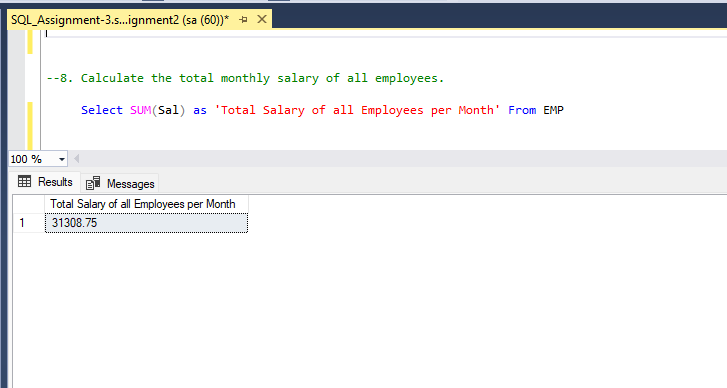 SQL_Assignment-3.s...ignment2 (sa (60))*
--8. Calculate the total monthly salary of all employees.
Select SUM(Sal) as 'Total Salary of all Employees per Month' From EMP
100 %
Results Messages
Total Salary of all Employees per Month
1 31308.75